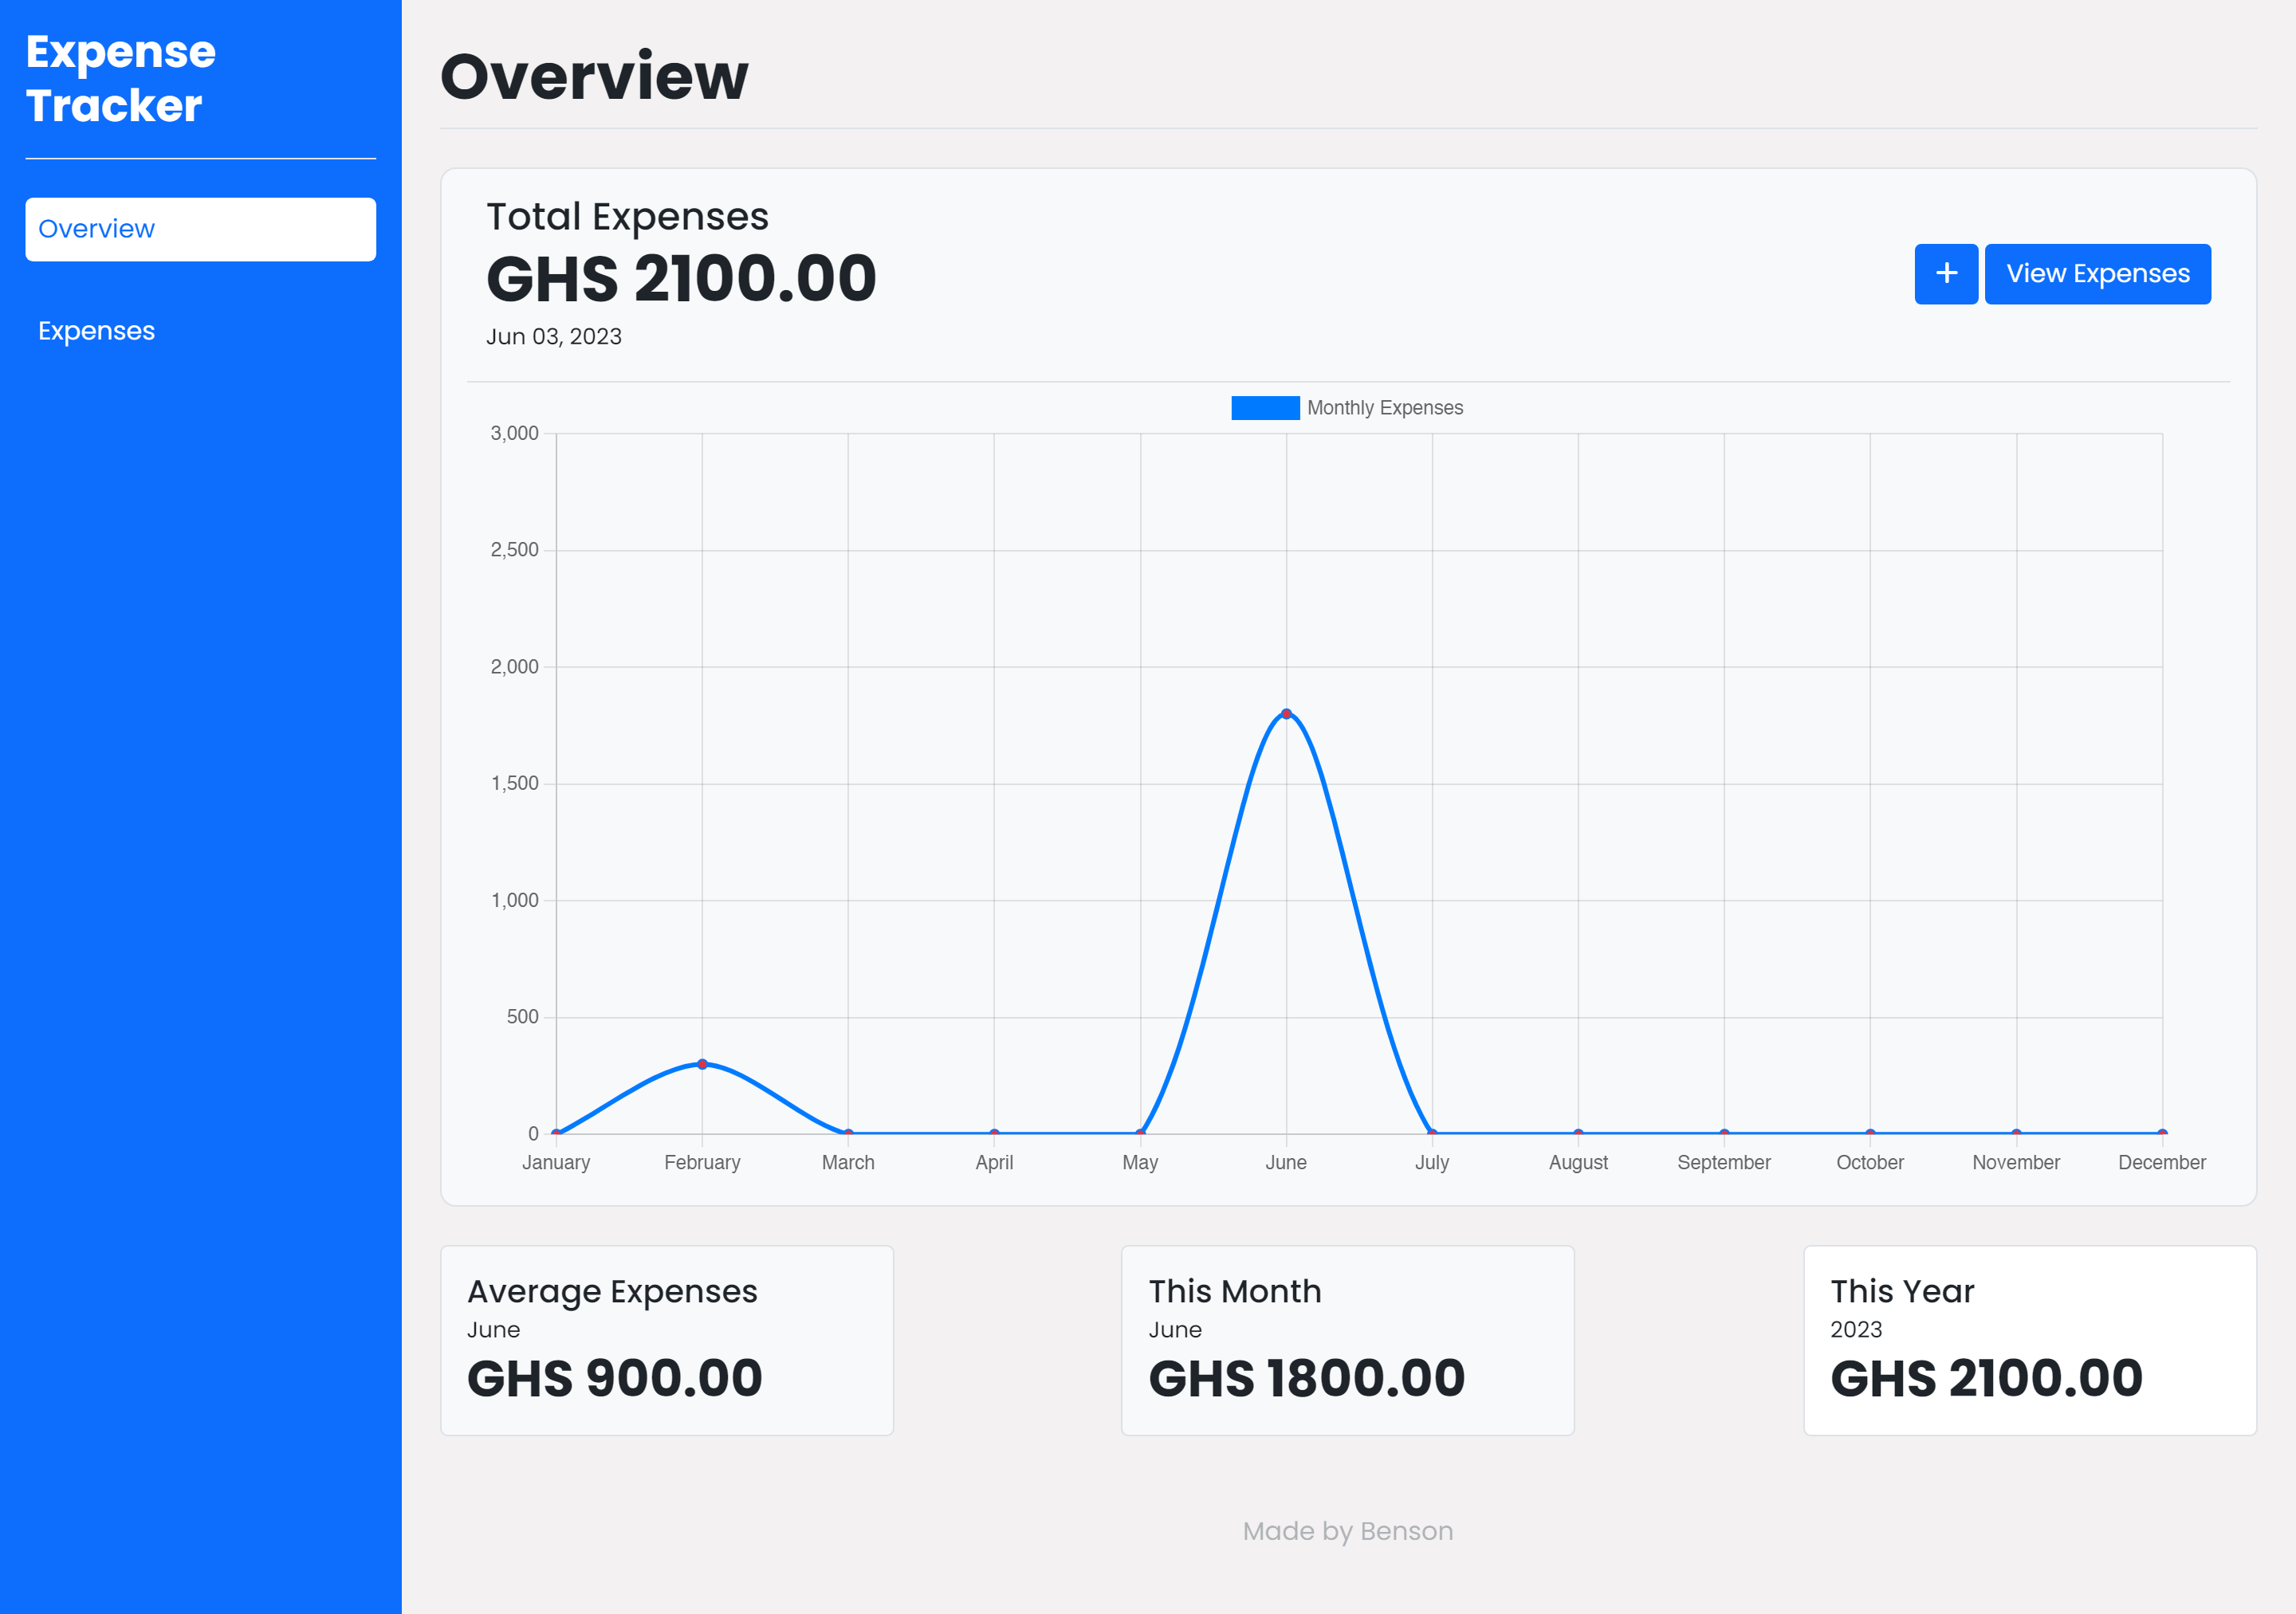 Expense
Tracker
Overview
Expenses
Overview
Total Expenses
GHS 2100.00
Jun 03, 2023
+ View Expenses
Monthly Expenses
3,000
2,500
2,000
1,500
1,000
500
0
January February March April May June July August September October November December
Average Expenses
June
GHS 900.00
This Month
June
GHS 1800.00
This Year
2023
GHS 2100.00
Made by Benson